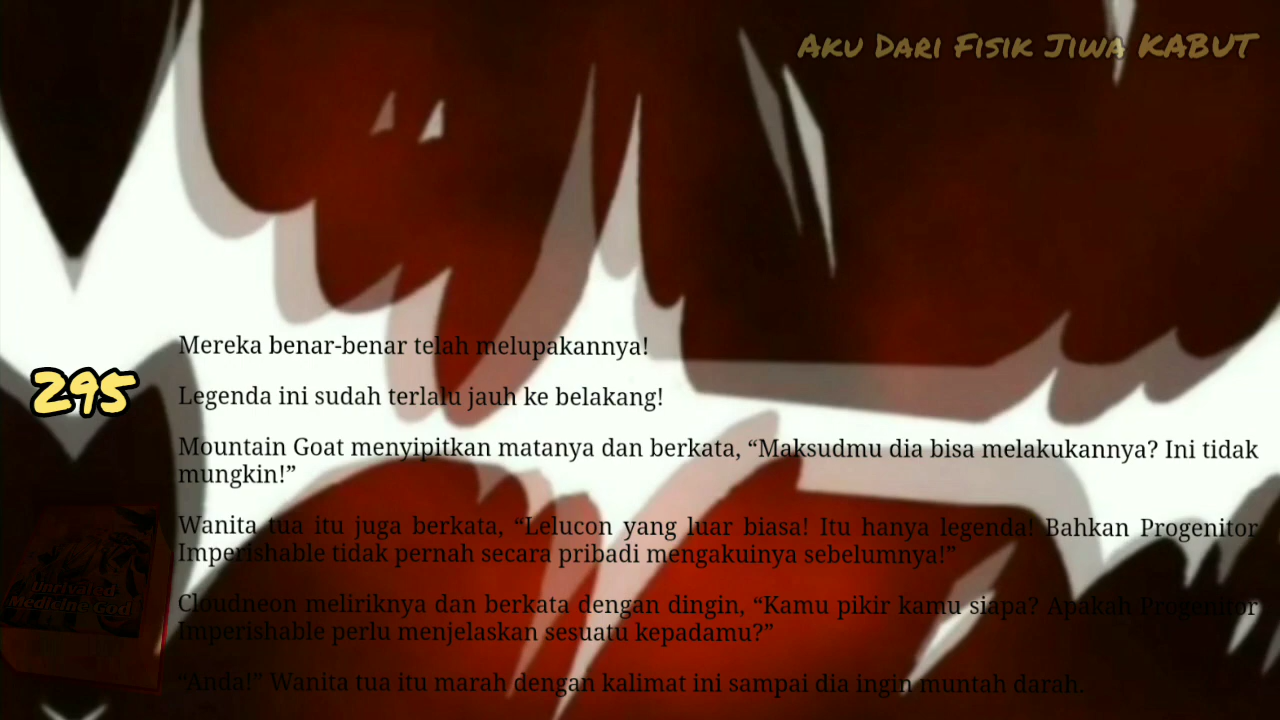 Aku Dari Fisik Jiwa KABUT
Mereka benar-benar telah melupakannya!
295
Legenda ini sudah terlalu jauh ke belakang!
Mountain Goat menyipitkan matanya dan berkata, “Maksudmu dia bisa melakukannya? Ini tidak
mungkin!”
Wanita tua itu juga berkata, “Lelucon yang luar biasa! Itu hanya legenda! Bahkan Progenitor
Imperishable tidak pernah secara pribadi mengakuinya sebelumnya!”
Unrivaled
Medicine God
Cloudneon meliriknya dan berkata dengan dingin, “Kamu pikir kamu siapa? Apakah Progenitor
Imperishable perlu menjelaskan sesuatu kepadamu?”
“Anda!” Wanita tua itu marah dengan kalimat ini sampai dia ingin muntah darah.